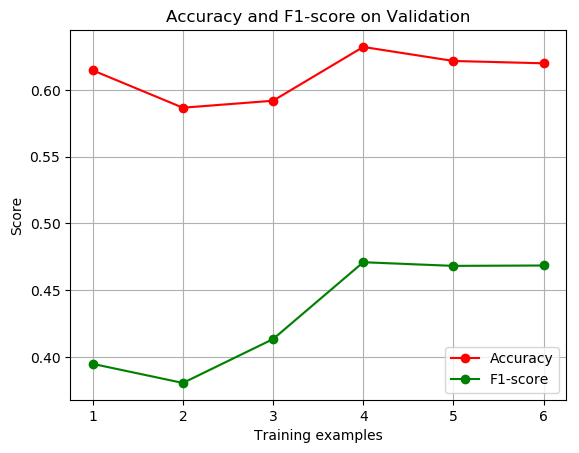 Accuracy and F1-score on Validation
Score
0.60
0.55
0.50
0.45
0.40
Accuracy
F1-score
1 2 3 4 5 6
Training examples